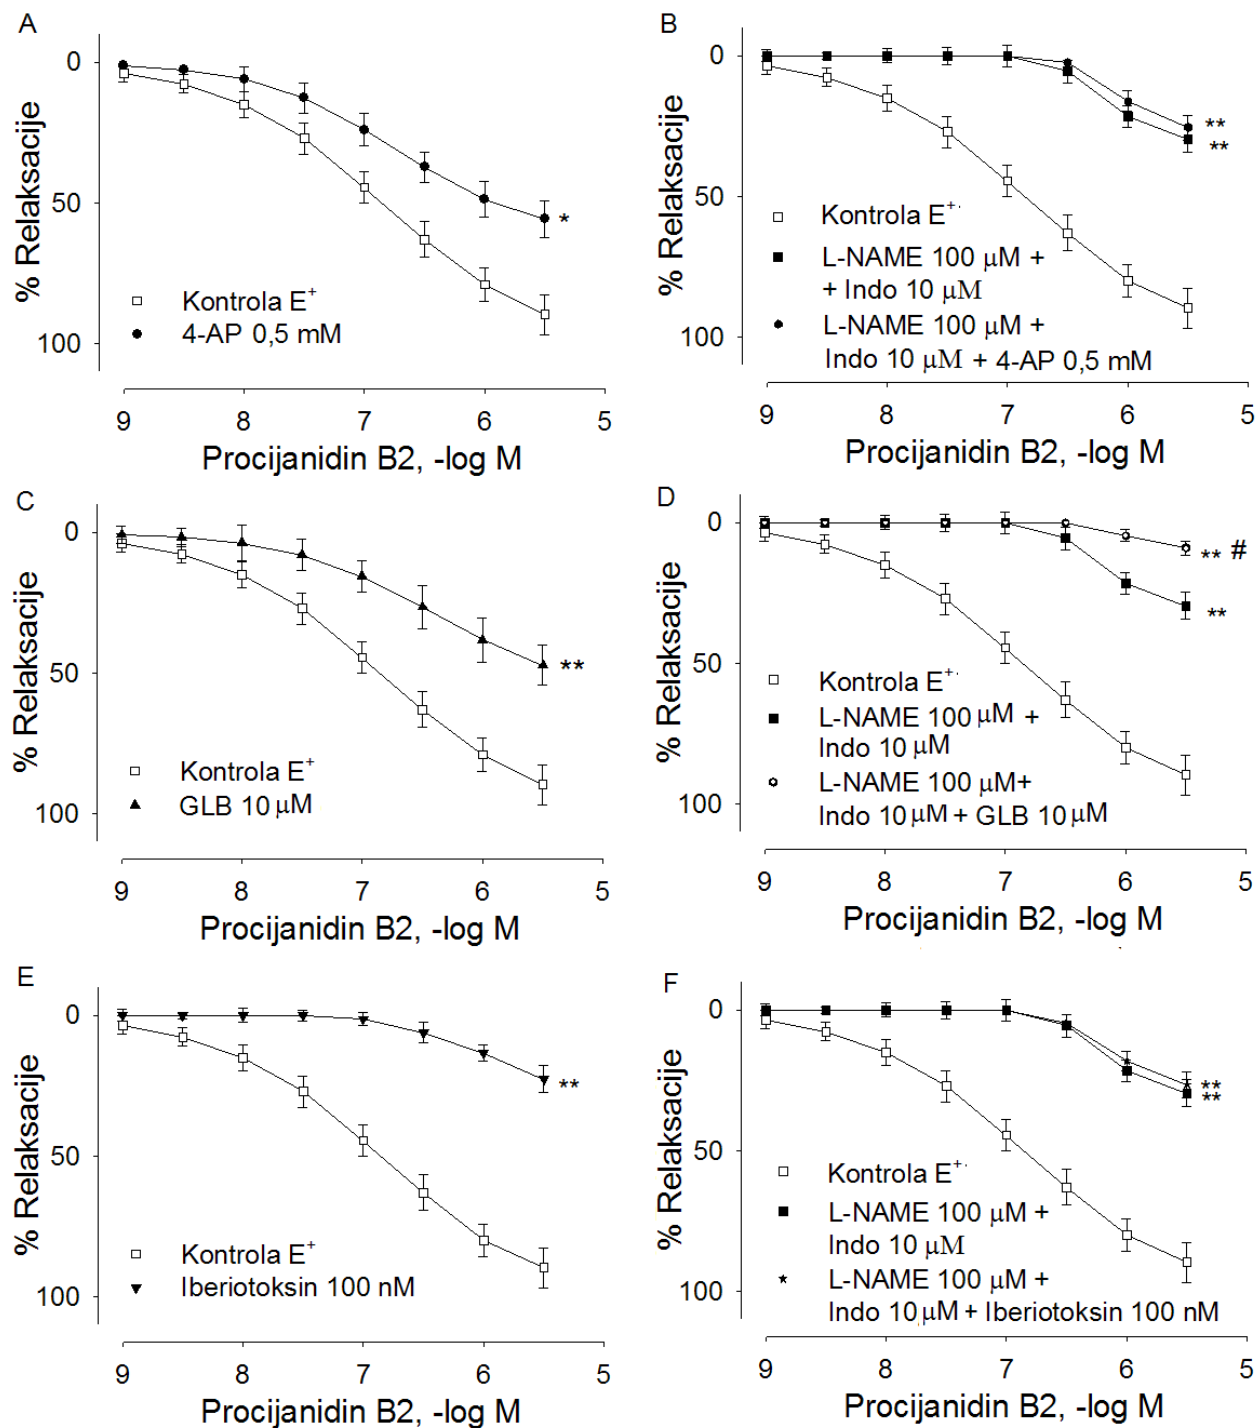 A
0
50
100
% Relaksacije
Kontrola E⁺
4-AP 0,5 mM
*
9 8 7 6 5
Procijanidin B2, -log M
B
0
50
100
% Relaksacije
**
**
Kontrola E⁺
L-NAME 100 μM +
+ Indo 10 μM
L-NAME 100 μM +
Indo 10 μM + 4-AP 0,5 mM
9 8 7 6 5
Procijanidin B2, -log M
C
0
50
100
% Relaksacije
**
Kontrola E⁺
GLB 10 μM
9 8 7 6 5
Procijanidin B2, -log M
D
0
50
100
% Relaksacije
** #
**
Kontrola E⁺
L-NAME 100 μM +
Indo 10 μM
L-NAME 100 μM+
Indo 10 μM + GLB 10 μM
9 8 7 6 5
Procijanidin B2, -log M
E
0
50
100
% Relaksacije
**
Kontrola E⁺
Iberiotoksin 100 nM
9 8 7 6 5
Procijanidin B2, -log M
F
0
50
100
% Relaksacije
**
**
Kontrola E⁺
L-NAME 100 μM +
Indo 10 μM
L-NAME 100 μM +
Indo 10 μM + Iberiotoksin 100 nM
9 8 7 6 5
Procijanidin B2, -log M